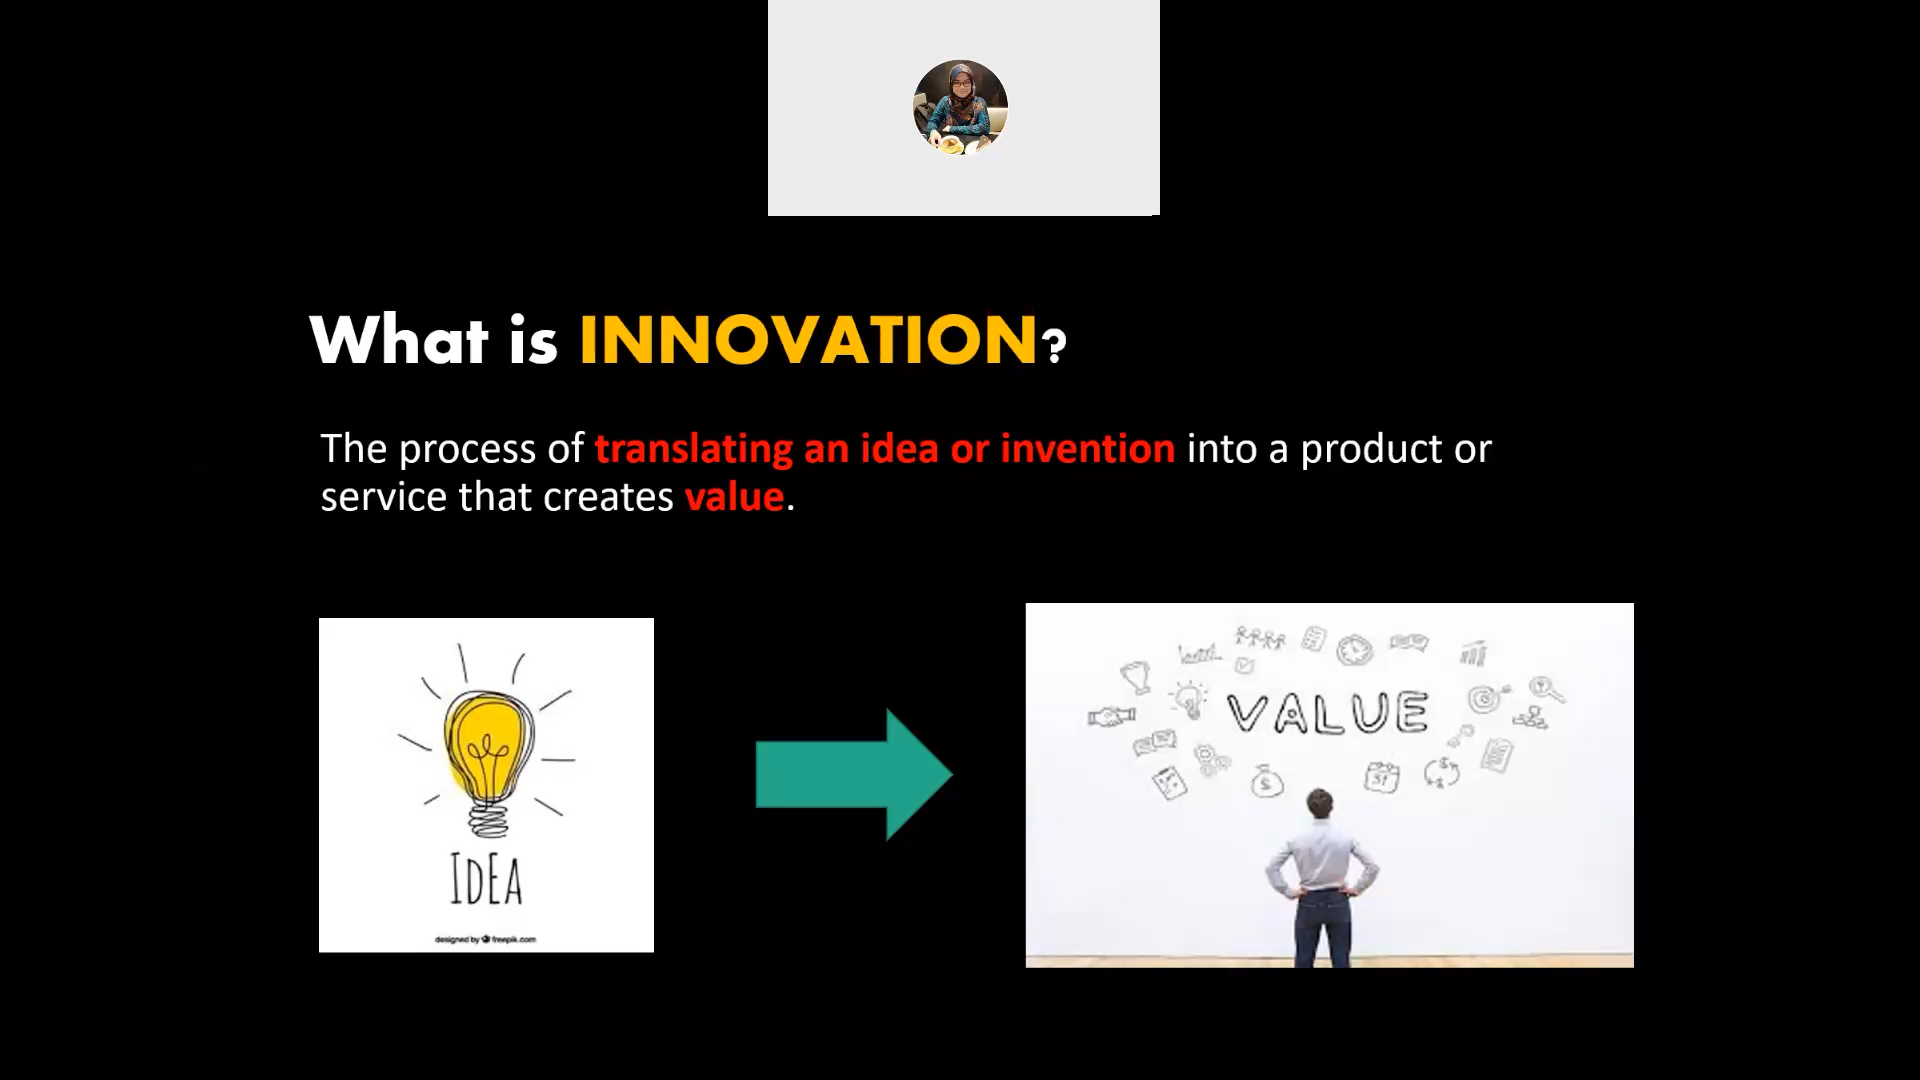 What is INNOVATION?
The process of translating an idea or invention into a product or
service that creates value.
IdEA
designed by freepik.com
VALUE
$
31
$